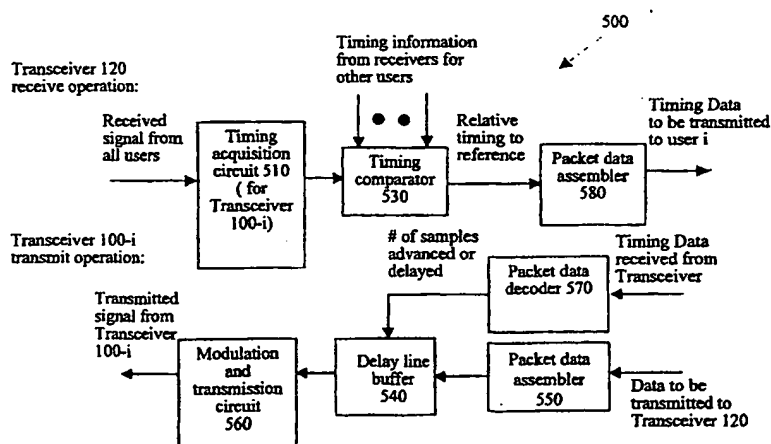 500
Timing information
from receivers for
other users
Transceiver 120
receive operation:
Received
signal from
all users
Timing
acquisition
circuit 510
( for
Transceiver
100-i)
Timing
comparator
530
Relative
timing to
reference
Packet data
assembler
580
Timing Data
to be transmitted
to user i
Transceiver 100-i
transmit operation:
# of samples
advanced or
delayed
Packet data
decoder 570
Timing Data
received from
Transceiver
Transmitted
signal from
Transceiver
100-i
Modulation
and
transmission
circuit
560
Delay line
buffer
540
Packet data
assembler
550
Data to be
transmitted to
Transceiver 120